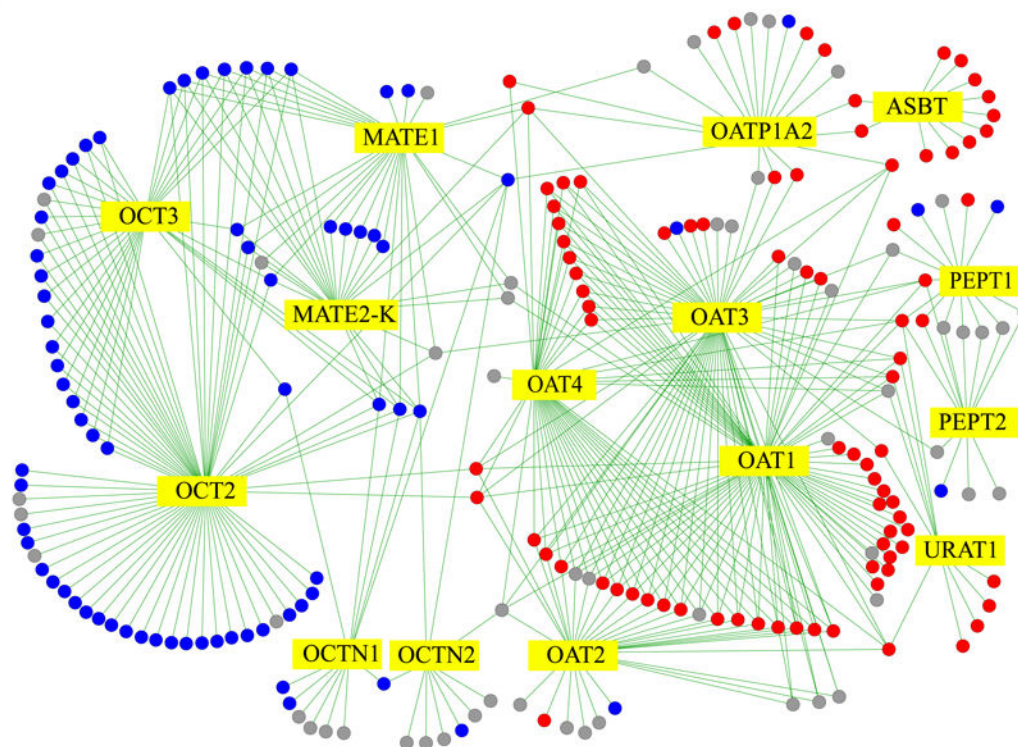 ASBT
OATP1A2
MATE1
OCT3
PEPT1
MATE2-K
OAT3
OAT4
PEPT2
OAT1
OCT2
URAT1
OCTN1
OCTN2
OAT2